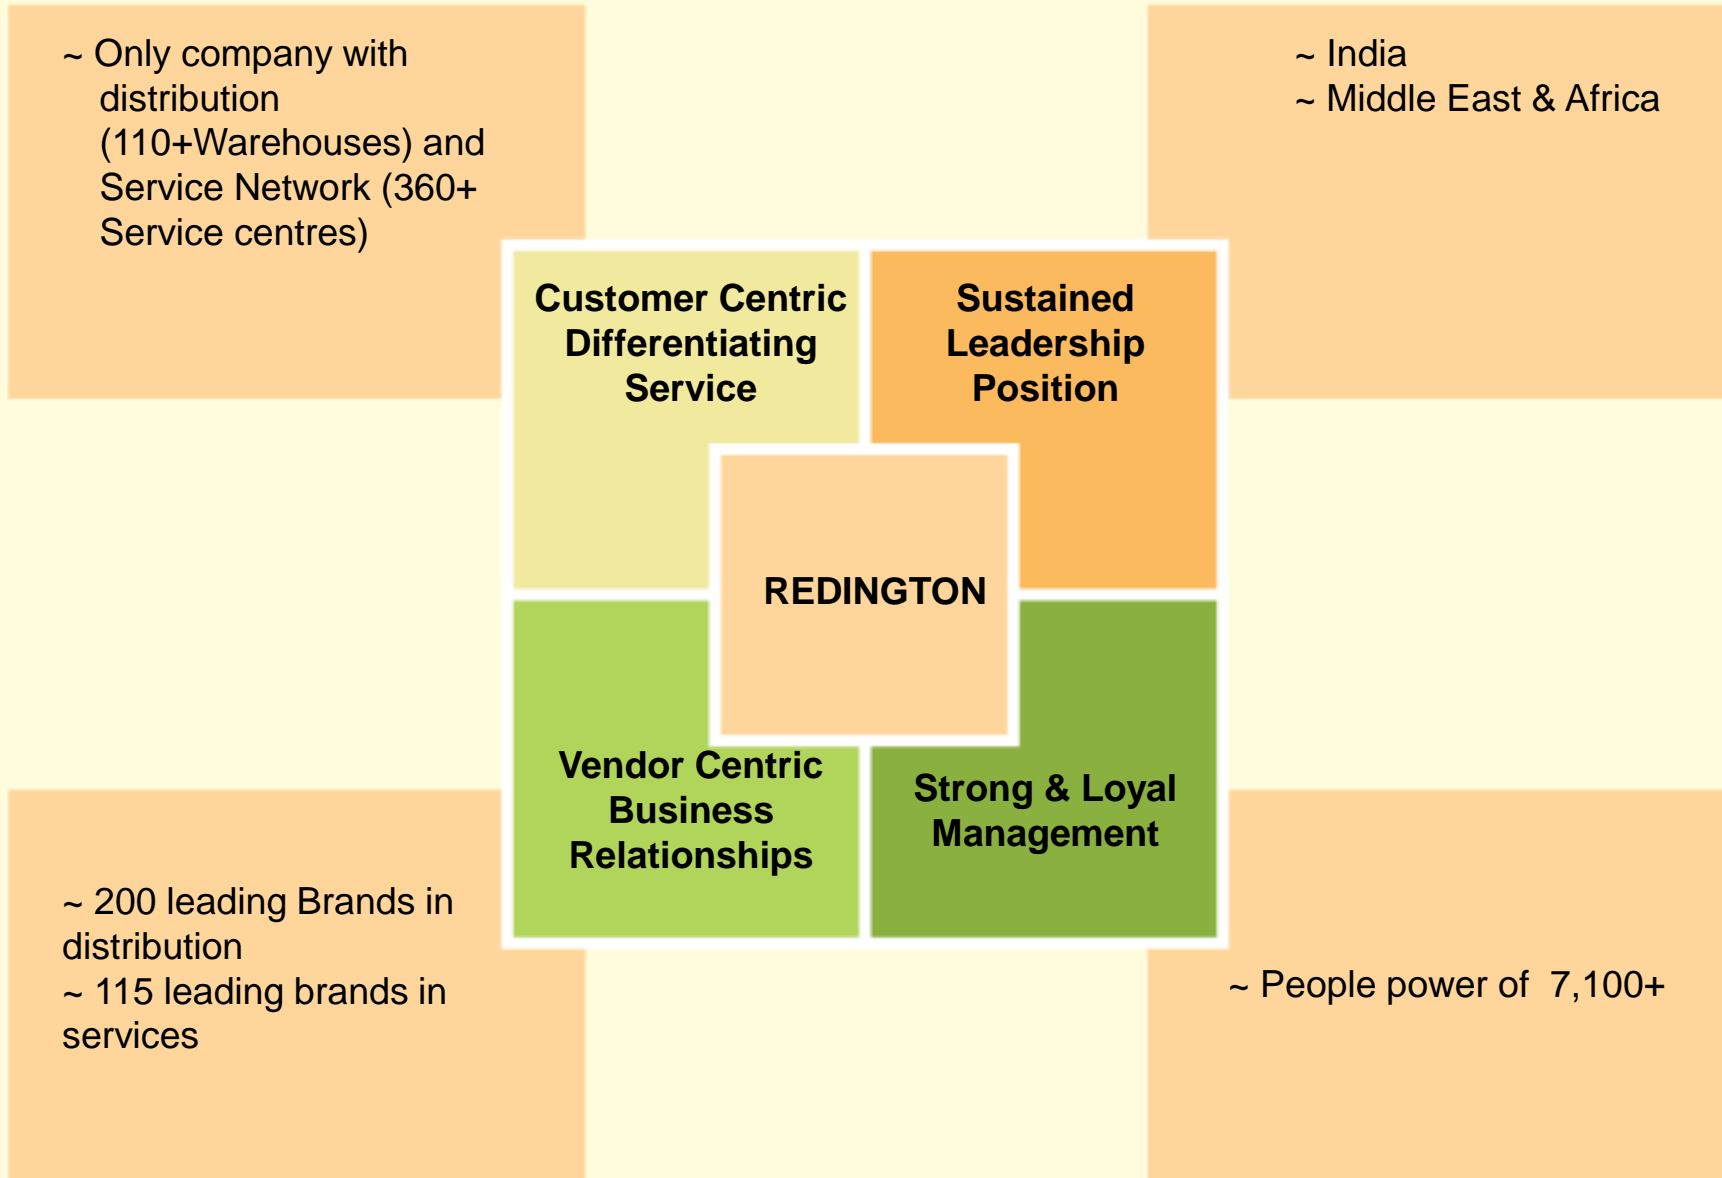 ~ Only company with
distribution
(110+Warehouses) and
Service Network (360+
Service centres)
~ India
~ Middle East & Africa
Customer Centric
Differentiating
Service
Sustained
Leadership
Position
REDINGTON
Vendor Centric
Business
Relationships
Strong & Loyal
Management
~ 200 leading Brands in
distribution
~ 115 leading brands in
services
~ People power of  7,100+